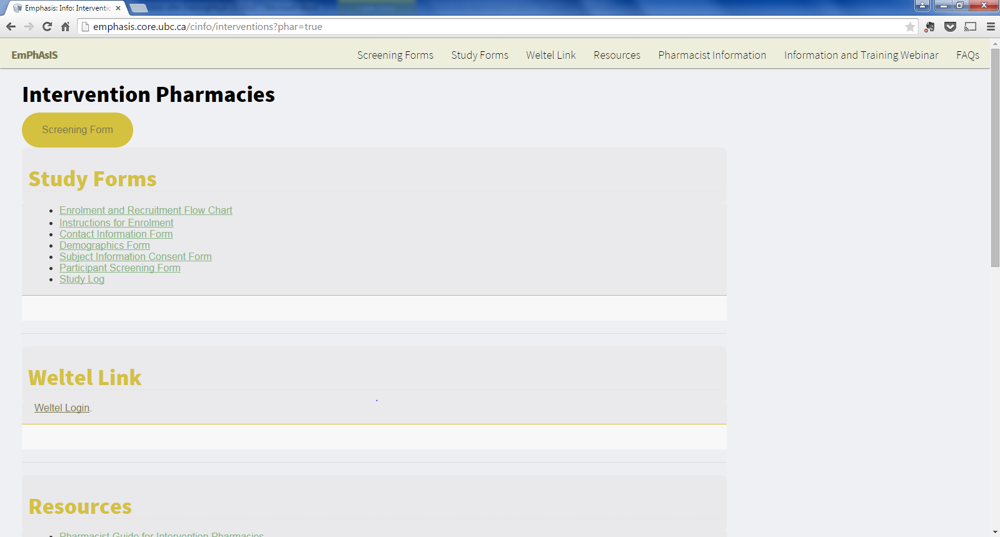 Emphasis: Info: Interventic
emphasis.core.ubc.ca/cinfo/interventions?phar=true
EmPhAsIS
Screening Forms Study Forms Weltel Link Resources Pharmacist Information Information and Training Webinar FAQs
Intervention Pharmacies
Screening Form
Study Forms
Enrolment and Recruitment Flow Chart
Instructions for Enrolment
Contact Information Form
Demographics Form
Subject Information Consent Form
Participant Screening Form
Study Log
Weltel Link
Weltel Login.
Resources
Pharmacist Guide for Intervention Pharmacies